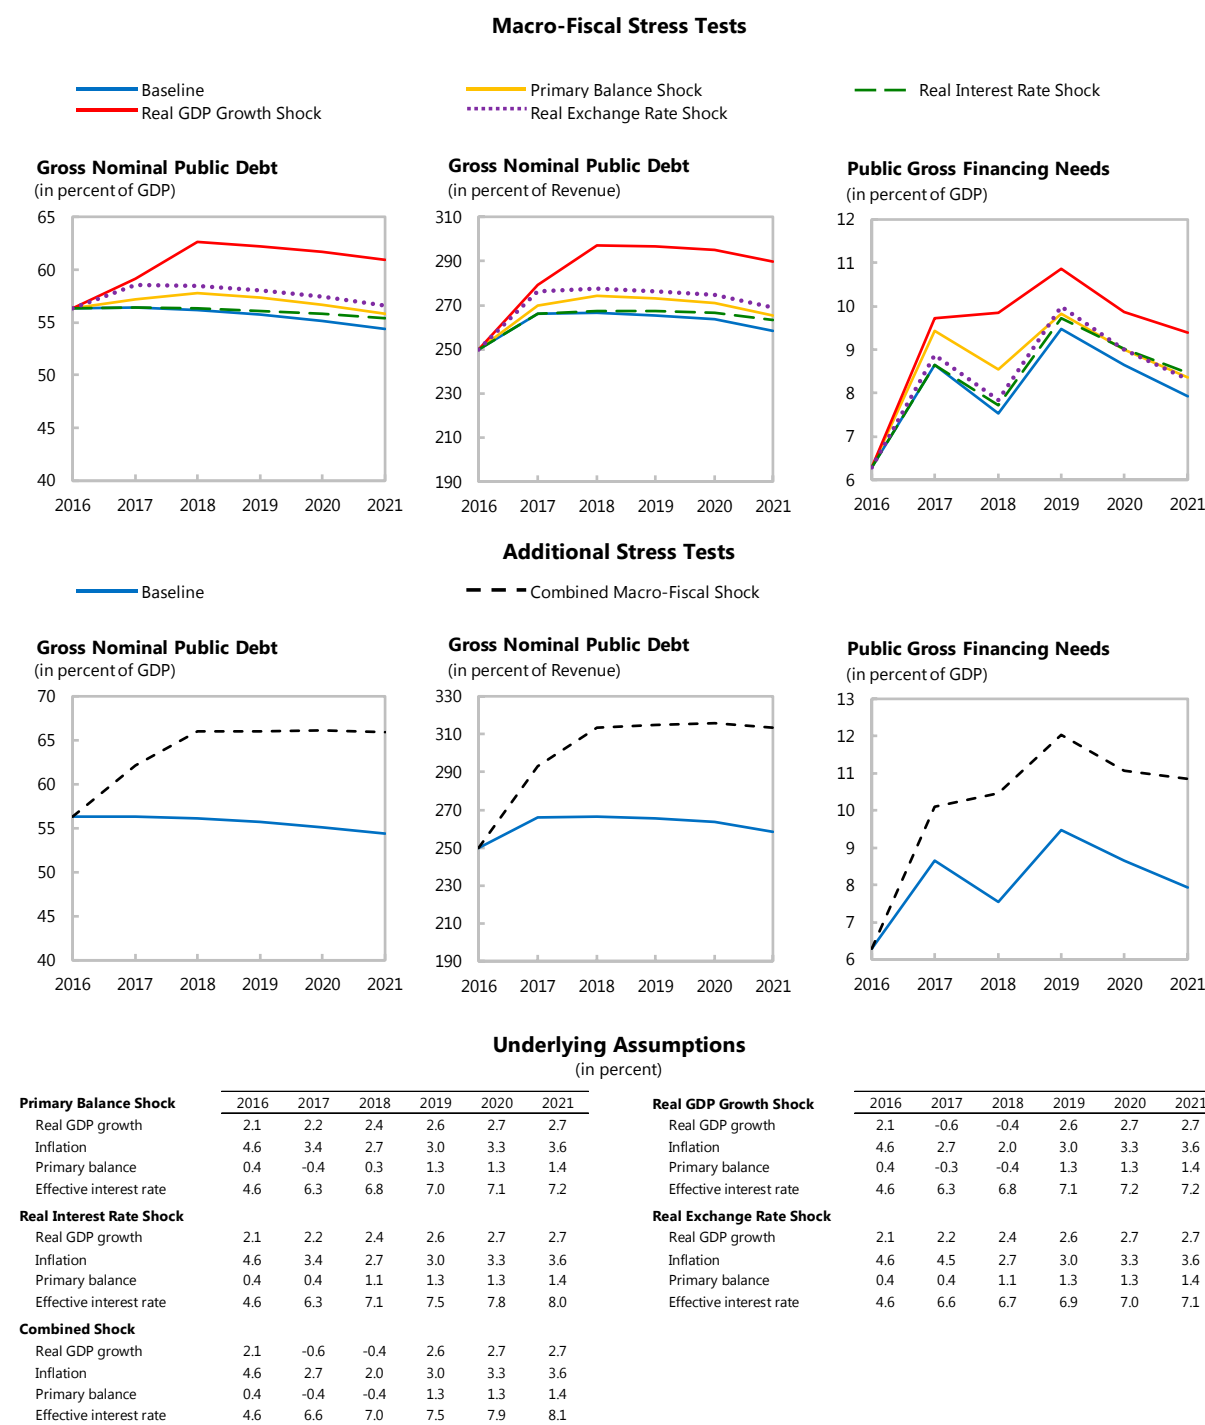 Macro-Fiscal Stress Tests
Baseline
Primary Balance Shock
Real Interest Rate Shock
Real GDP Growth Shock
Real Exchange Rate Shock
Gross Nominal Public Debt
(in percent of GDP)
65
60
55
50
45
40
2016 2017 2018 2019 2020 2021
Gross Nominal Public Debt
(in percent of Revenue)
310
290
270
250
230
210
190
2016 2017 2018 2019 2020 2021
Public Gross Financing Needs
(in percent of GDP)
12
11
10
9
8
7
6
2016 2017 2018 2019 2020 2021
Additional Stress Tests
Baseline
Combined Macro-Fiscal Shock
Gross Nominal Public Debt
(in percent of GDP)
70
65
60
55
50
45
40
2016 2017 2018 2019 2020 2021
Gross Nominal Public Debt
(in percent of Revenue)
330
310
290
270
250
230
210
190
2016 2017 2018 2019 2020 2021
Public Gross Financing Needs
(in percent of GDP)
13
12
11
10
9
8
7
6
2016 2017 2018 2019 2020 2021
Underlying Assumptions
(in percent)
Primary Balance Shock 2016 2017 2018 2019 2020 2021
Real GDP growth 2.1 2.2 2.4 2.6 2.7 2.7
Inflation 4.6 3.4 2.7 3.0 3.3 3.6
Primary balance 0.4 -0.4 0.3 1.3 1.3 1.4
Effective interest rate 4.6 6.3 6.8 7.0 7.1 7.2
Real Interest Rate Shock
Real GDP growth 2.1 2.2 2.4 2.6 2.7 2.7
Inflation 4.6 3.4 2.7 3.0 3.3 3.6
Primary balance 0.4 0.4 1.1 1.3 1.3 1.4
Effective interest rate 4.6 6.3 7.1 7.5 7.8 8.0
Combined Shock
Real GDP growth 2.1 -0.6 -0.4 2.6 2.7 2.7
Inflation 4.6 2.7 2.0 3.0 3.3 3.6
Primary balance 0.4 -0.4 -0.4 1.3 1.3 1.4
Effective interest rate 4.6 6.6 7.0 7.5 7.9 8.1
Real GDP Growth Shock 2016 2017 2018 2019 2020 2021
Real GDP growth 2.1 -0.6 -0.4 2.6 2.7 2.7
Inflation 4.6 2.7 2.0 3.0 3.3 3.6
Primary balance 0.4 -0.3 -0.4 1.3 1.3 1.4
Effective interest rate 4.6 6.3 6.8 7.1 7.2 7.2
Real Exchange Rate Shock
Real GDP growth 2.1 2.2 2.4 2.6 2.7 2.7
Inflation 4.6 4.5 2.7 3.0 3.3 3.6
Primary balance 0.4 0.4 1.1 1.3 1.3 1.4
Effective interest rate 4.6 6.6 6.7 6.9 7.0 7.1